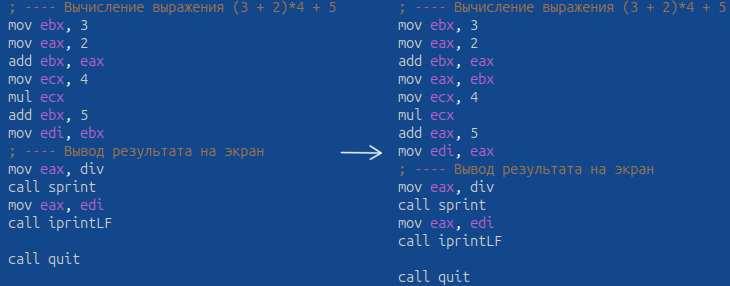 ; ---- Вычисление выражения (3 + 2)*4 + 5
mov ebx, 3
mov eax, 2
add ebx, eax
mov ecx, 4
mul ecx
add ebx, 5
mov edi, ebx
; ---- Вывод результата на экран
mov eax, div
call sprint
mov eax, edi
call iprintLF
call quit
; ---- Вычисление выражения (3 + 2)*4 + 5
mov ebx, 3
mov eax, 2
add ebx, eax
mov eax, ebx
mov ecx, 4
mul ecx
add eax, 5
mov edi, eax
; ---- Вывод результата на экран
mov eax, div
call sprint
mov eax, edi
call iprintLF
call quit